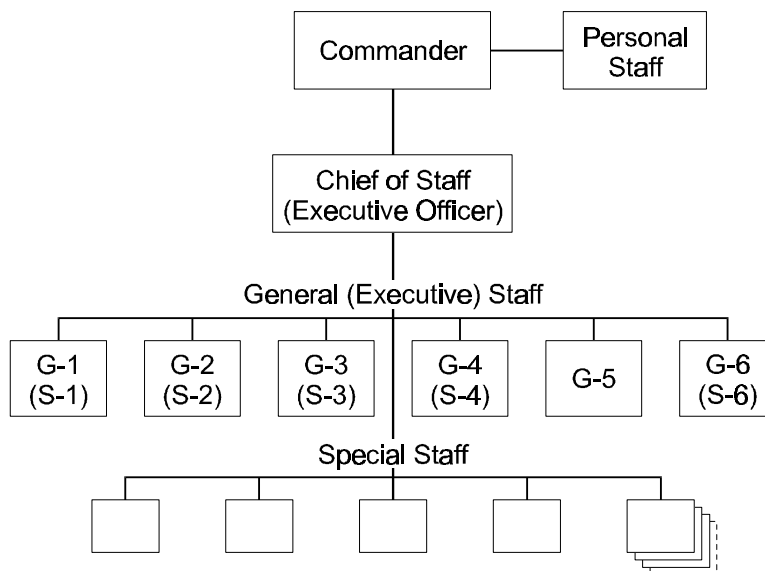 Commander
Personal
Staff
Chief of Staff
(Executive Officer)
General (Executive) Staff
G-1
(S-1)
G-2
(S-2)
G-3
(S-3)
G-4
(S-4)
G-5
G-6
(S-6)
Special Staff